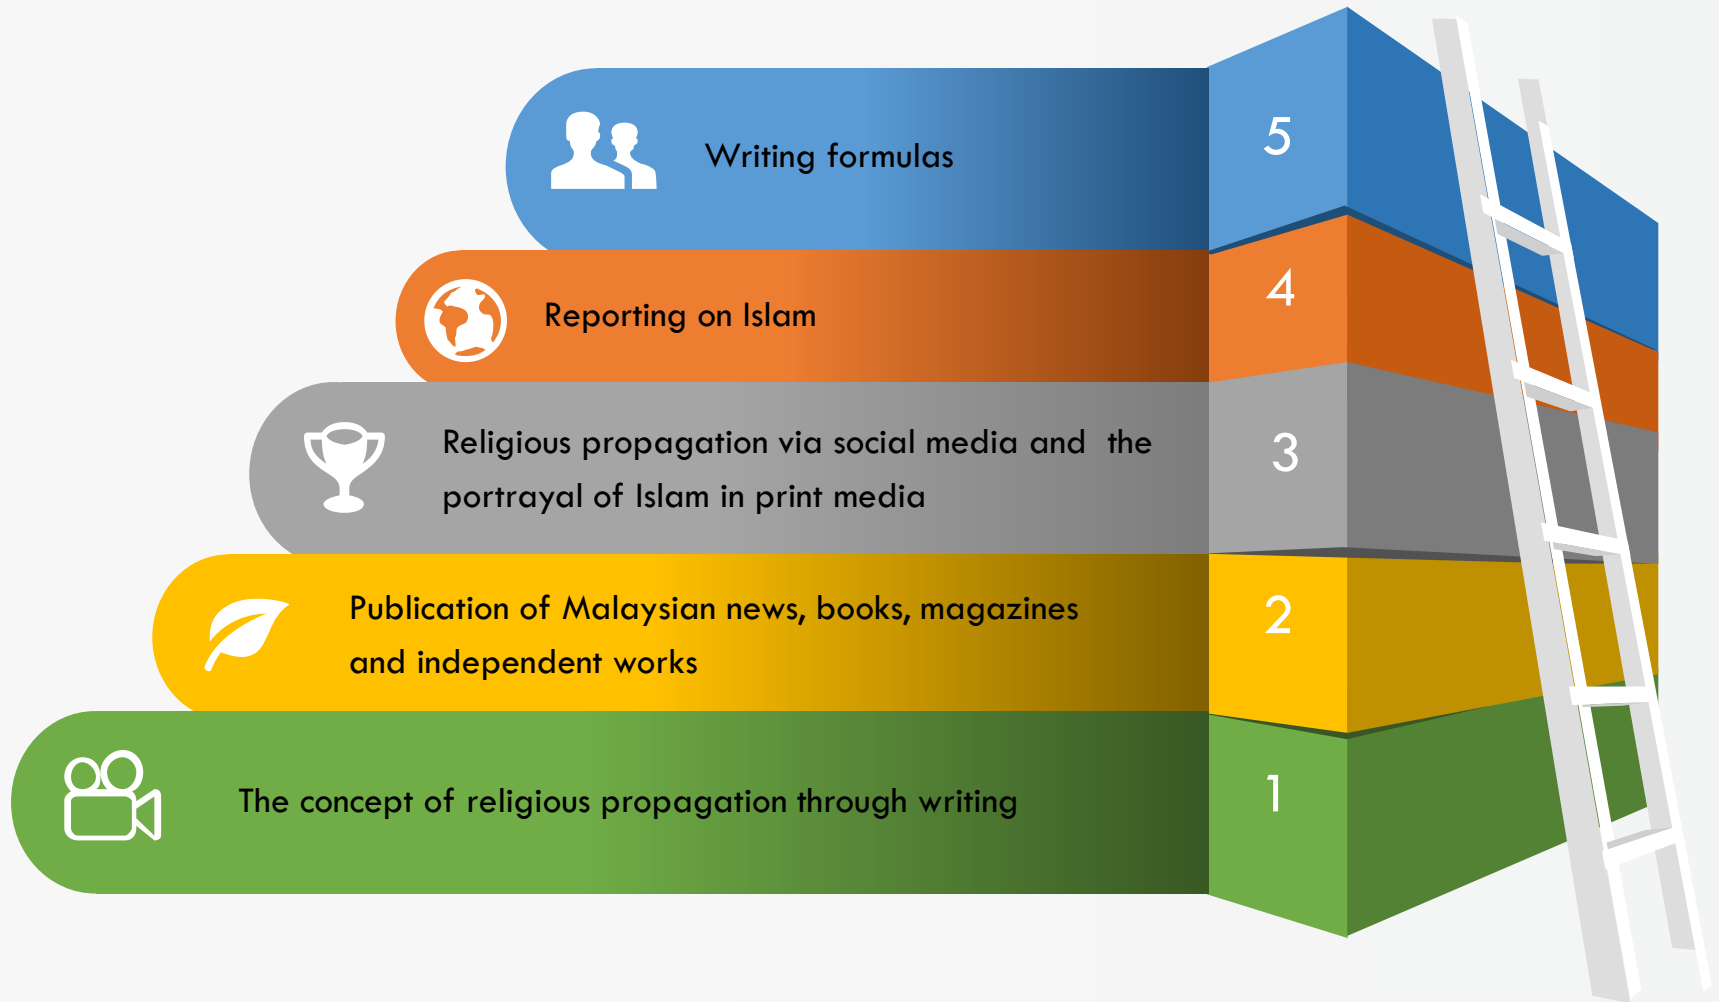 Writing formulas
5
Reporting on Islam
4
Religious propagation via social media and  the
portrayal of Islam in print media
3
Publication of Malaysian news, books, magazines
and independent works
2
The concept of religious propagation through writing
1